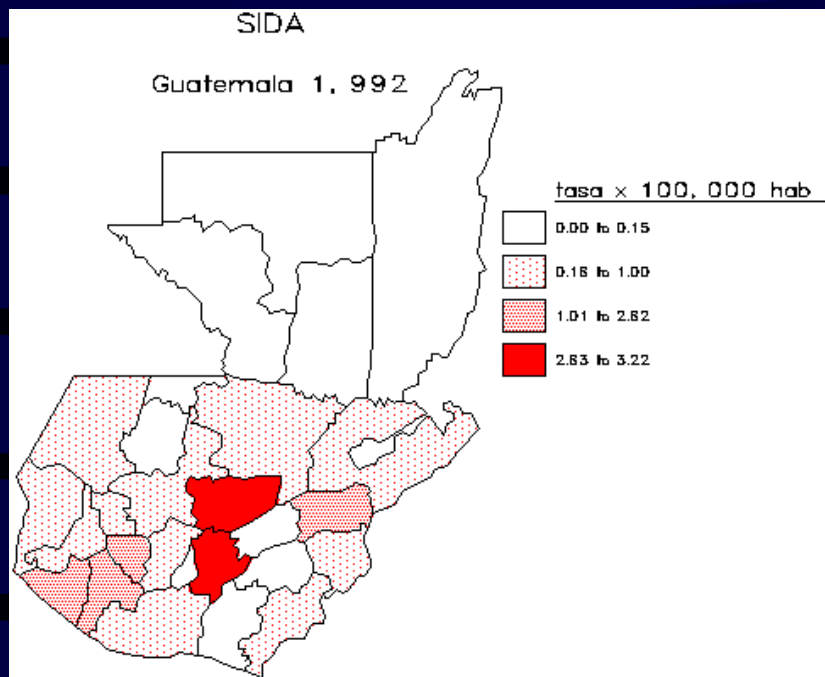 SIDA
Guatemala 1,992
tasa x 100,000 hab
0.00 to 0.15
0.16 to 1.00
1.01 to 2.62
2.63 to 3.22